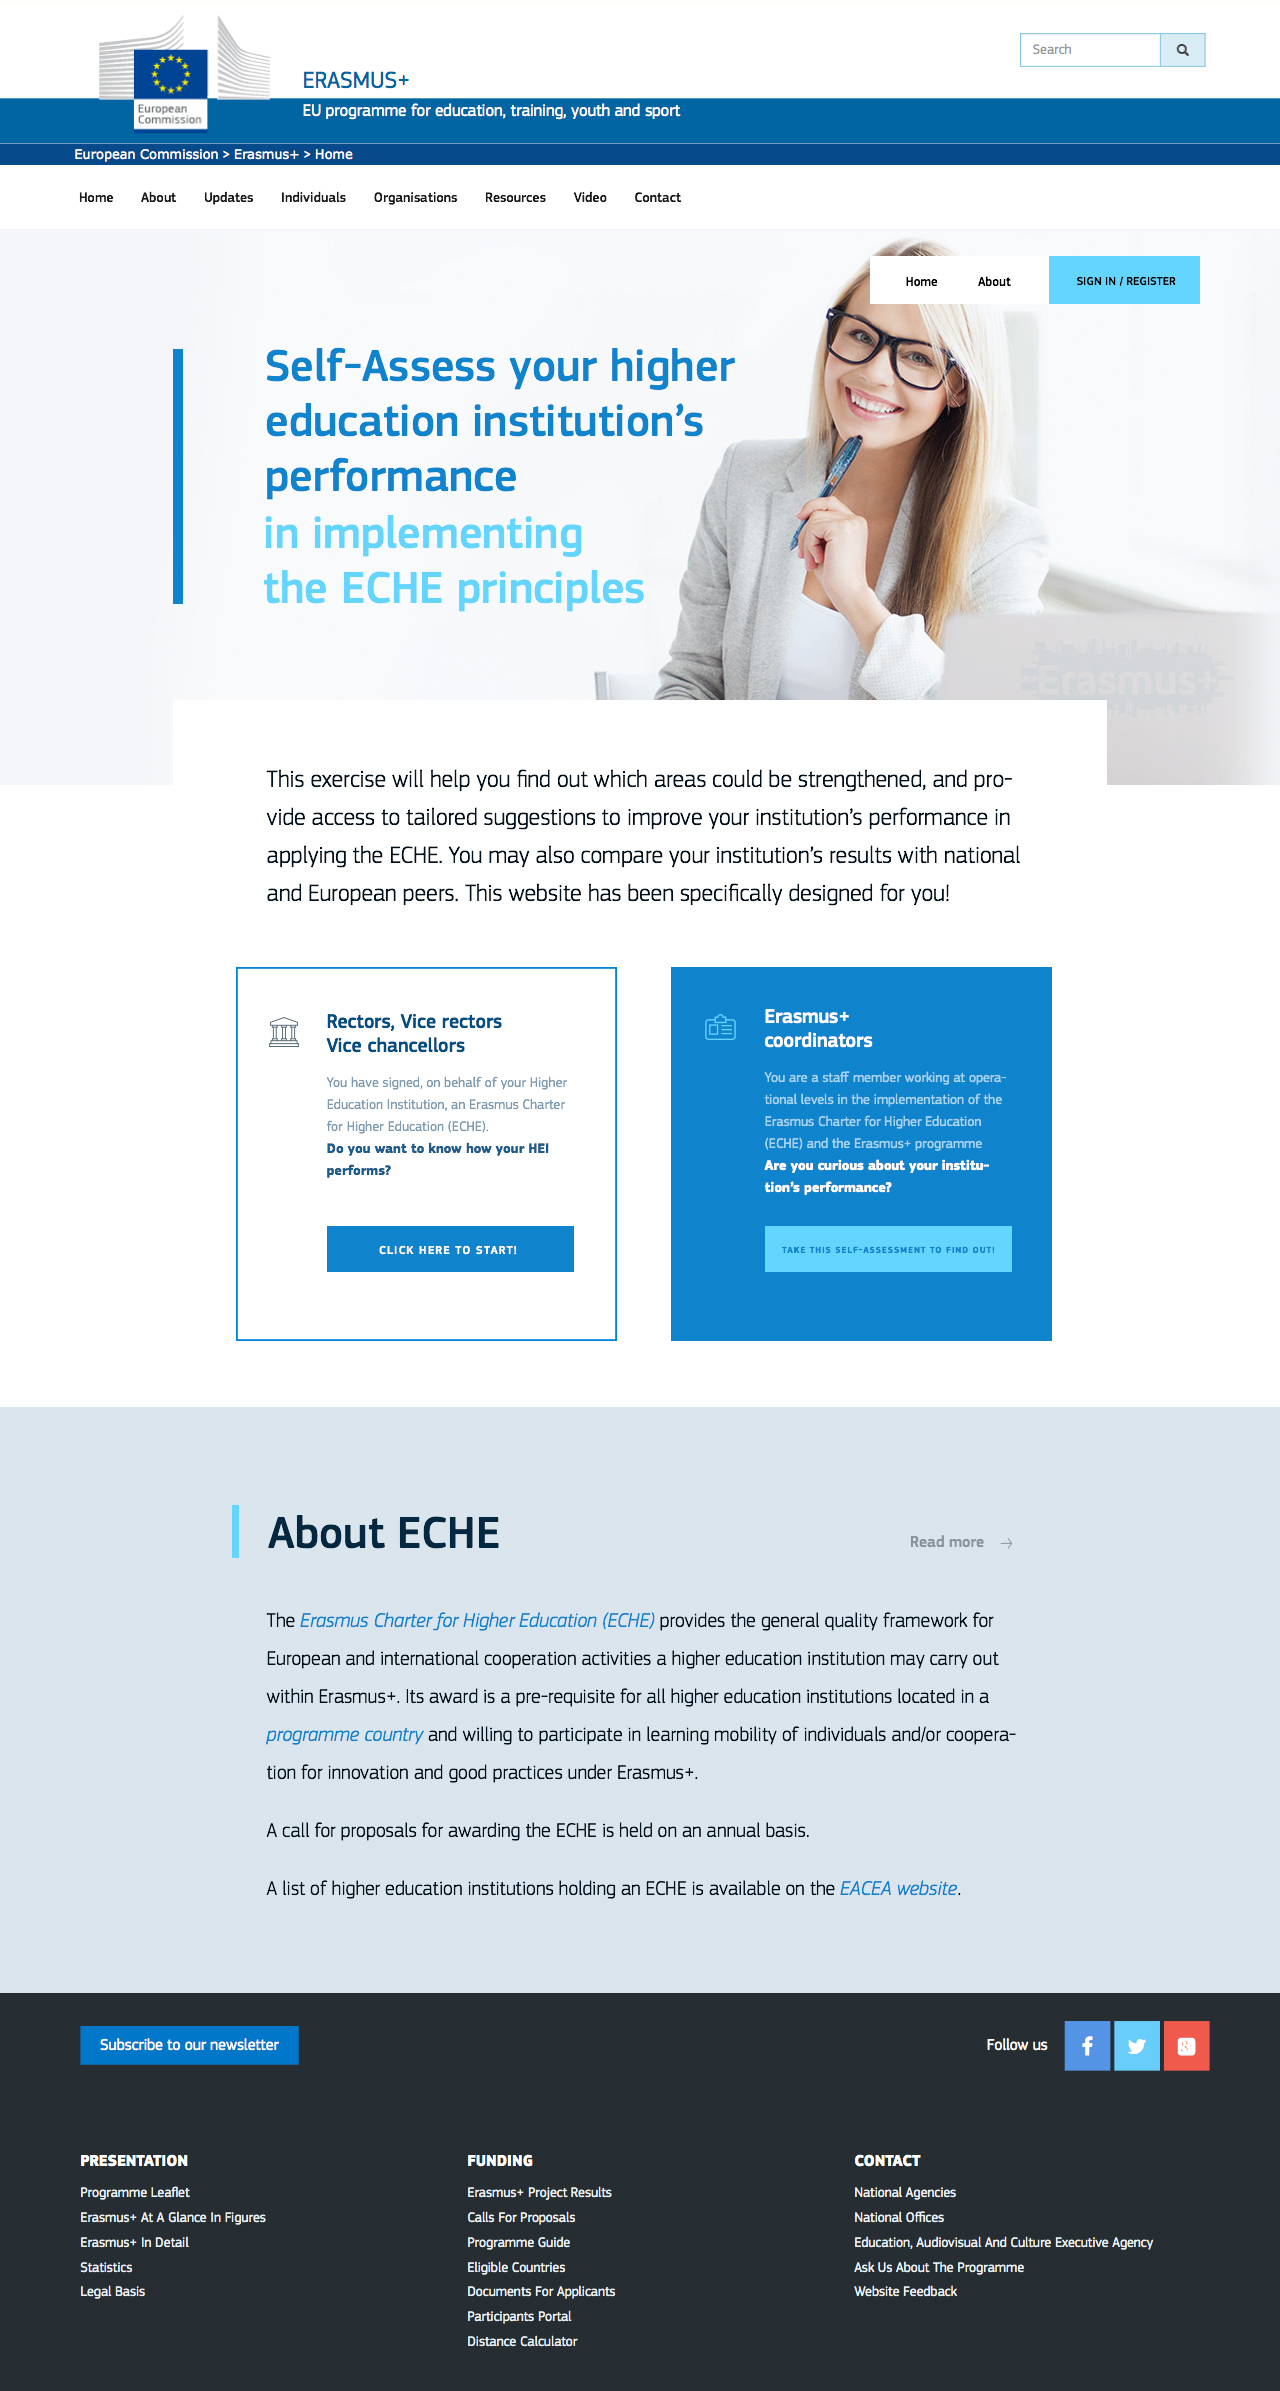 Search
European
Commission
ERASMUS+
EU programme for education, training, youth and sport
European Commission > Erasmus+ > Home
Home About Updates Individuals Organisations Resources Video Contact
Home About SIGN IN / REGISTER
Self-Assess your higher
education institution’s
performance
in implementing
the ECHE principles
Erasmus+
This exercise will help you find out which areas could be strengthened, and pro-
vide access to tailored suggestions to improve your institution’s performance in
applying the ECHE. You may also compare your institution’s results with national
and European peers. This website has been specifically designed for you!
Rectors, Vice rectors
Vice chancellors
You have signed, on behalf of your Higher
Education Institution, an Erasmus Charter
for Higher Education (ECHE).
Do you want to know how your HEI
performs?
CLICK HERE TO START!
Erasmus+
coordinators
You are a staff member working at opera-
tional levels in the implementation of the
Erasmus Charter for Higher Education
(ECHE) and the Erasmus+ programme
Are you curious about your institu-
tion’s performance?
TAKE THIS SELF-ASSESSMENT TO FIND OUT!
About ECHE
Read more →
The Erasmus Charter for Higher Education (ECHE) provides the general quality framework for
European and international cooperation activities a higher education institution may carry out
within Erasmus+. Its award is a pre-requisite for all higher education institutions located in a
programme country and willing to participate in learning mobility of individuals and/or coopera-
tion for innovation and good practices under Erasmus+.
A call for proposals for awarding the ECHE is held on an annual basis.
A list of higher education institutions holding an ECHE is available on the EACEA website.
Subscribe to our newsletter
Follow us
PRESENTATION
Programme Leaflet
Erasmus+ At A Glance In Figures
Erasmus+ In Detail
Statistics
Legal Basis
FUNDING
Erasmus+ Project Results
Calls For Proposals
Programme Guide
Eligible Countries
Documents For Applicants
Participants Portal
Distance Calculator
CONTACT
National Agencies
National Offices
Education, Audiovisual And Culture Executive Agency
Ask Us About The Programme
Website Feedback